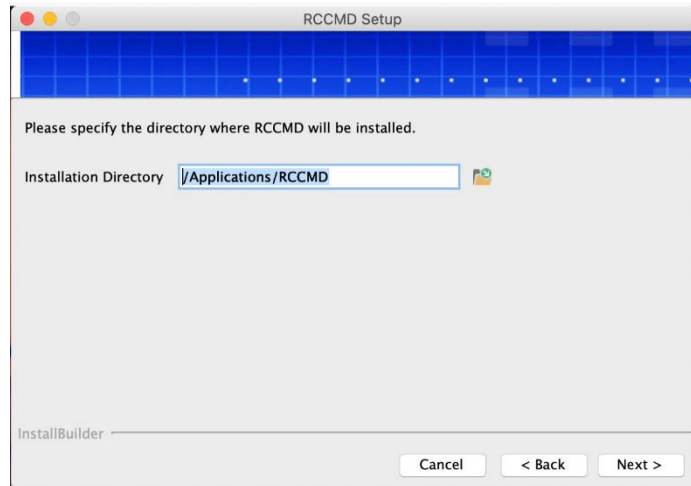 RCCMD Setup
Please specify the directory where RCCMD will be installed.
Installation Directory /Applications/RCCMD
InstallBuilder
Cancel < Back Next >